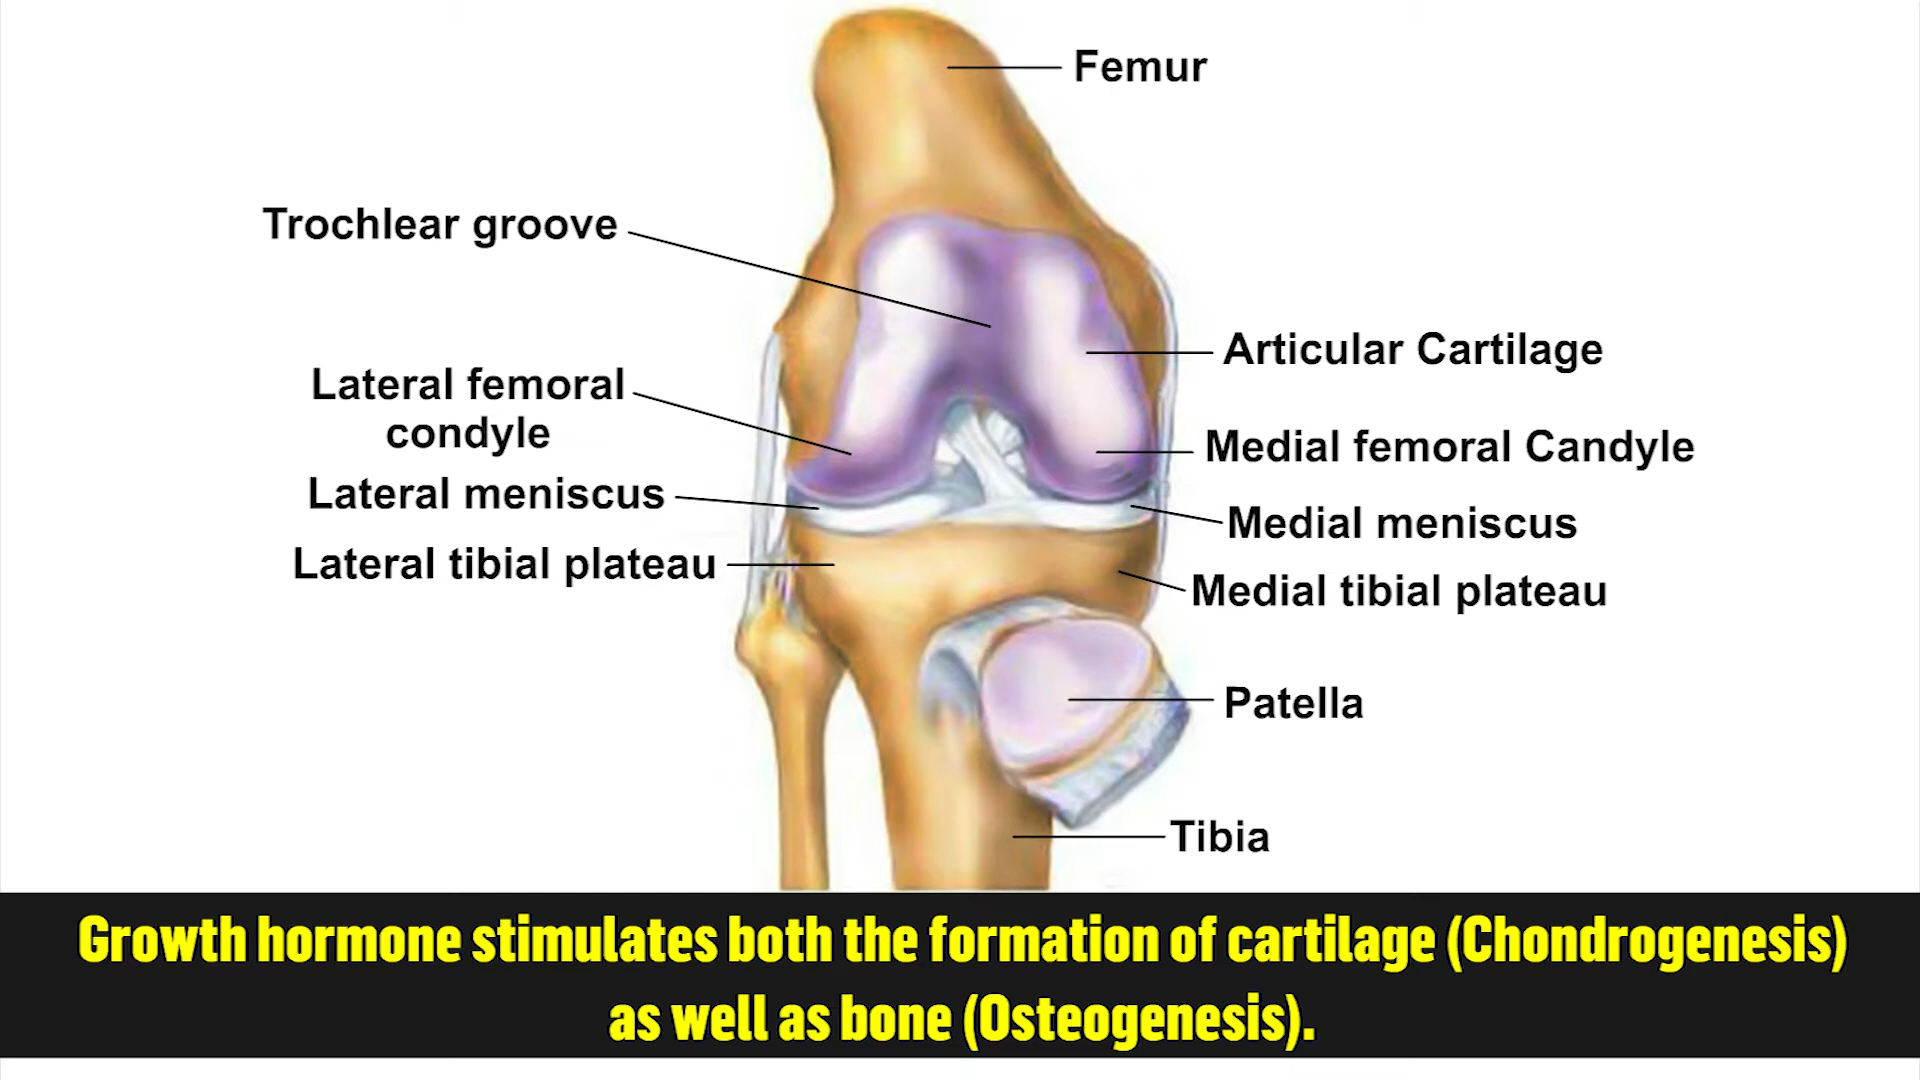 Femur
Trochlear groove
Articular Cartilage
Lateral femoral
condyle
Medial femoral Candyle
Lateral meniscus
Medial meniscus
Lateral tibial plateau
Medial tibial plateau
Patella
Tibia
Growth hormone stimulates both the formation of cartilage (Chondrogenesis)
as well as bone (Osteogenesis).